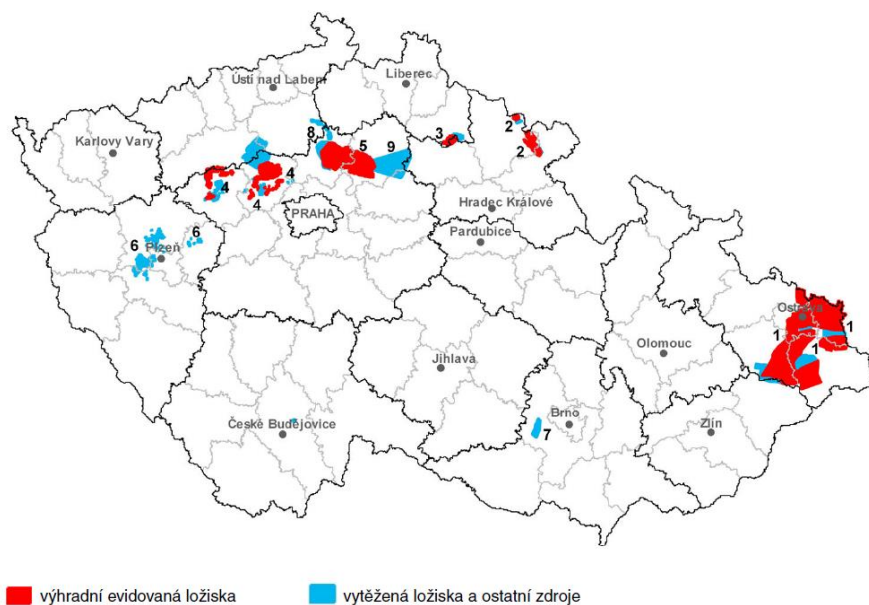 Ústí nad Labem
Liberec
Karlovy Vary
8
5
9
3
2
2
4
4
4
PRAHA
Hradec Králové
Pardubice
6
6
Plzeň
Ostrava
1
1
1
Olomouc
Jihlava
Brno
7
Zlín
České Budějovice
výhradní evidovaná ložiska
vytěžená ložiska a ostatní zdroje